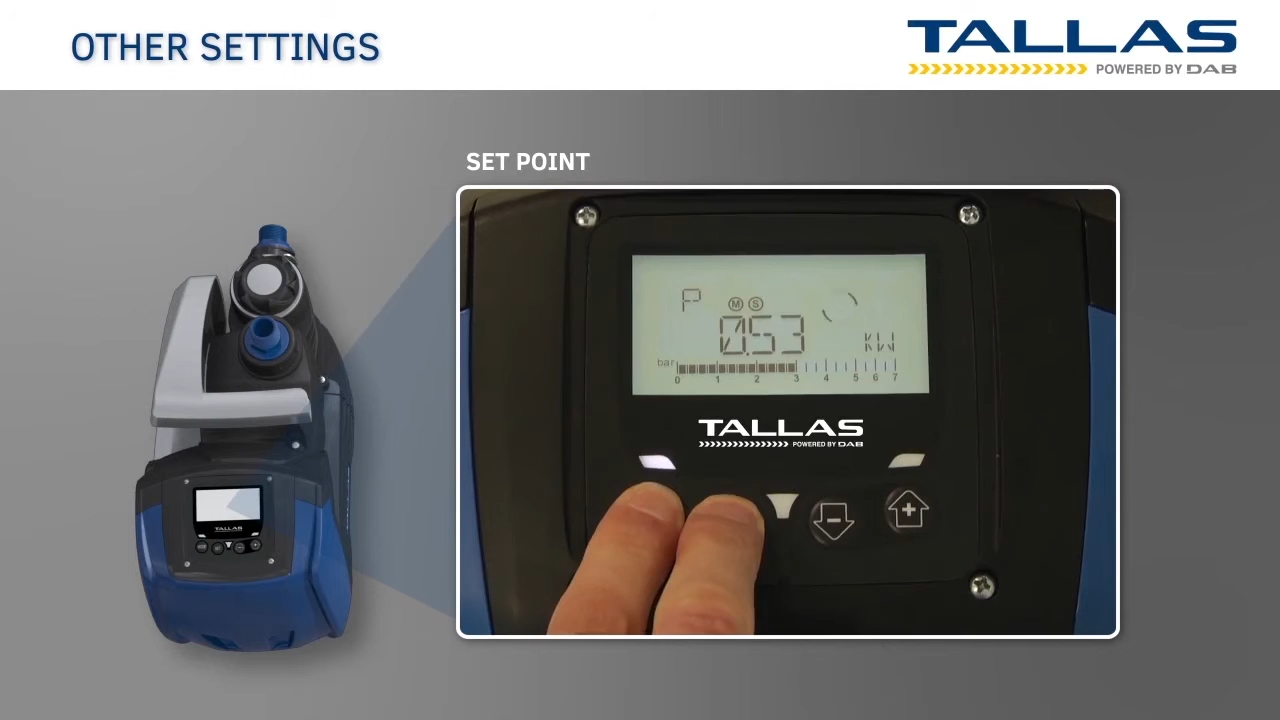 OTHER SETTINGS
TALLAS
POWERED BY DAB
SET POINT
P
M S
0.53
KW
bar
0 1 2 3 4 5 6 7
TALLAS
POWERED BY DAB
-
+
TALLAS